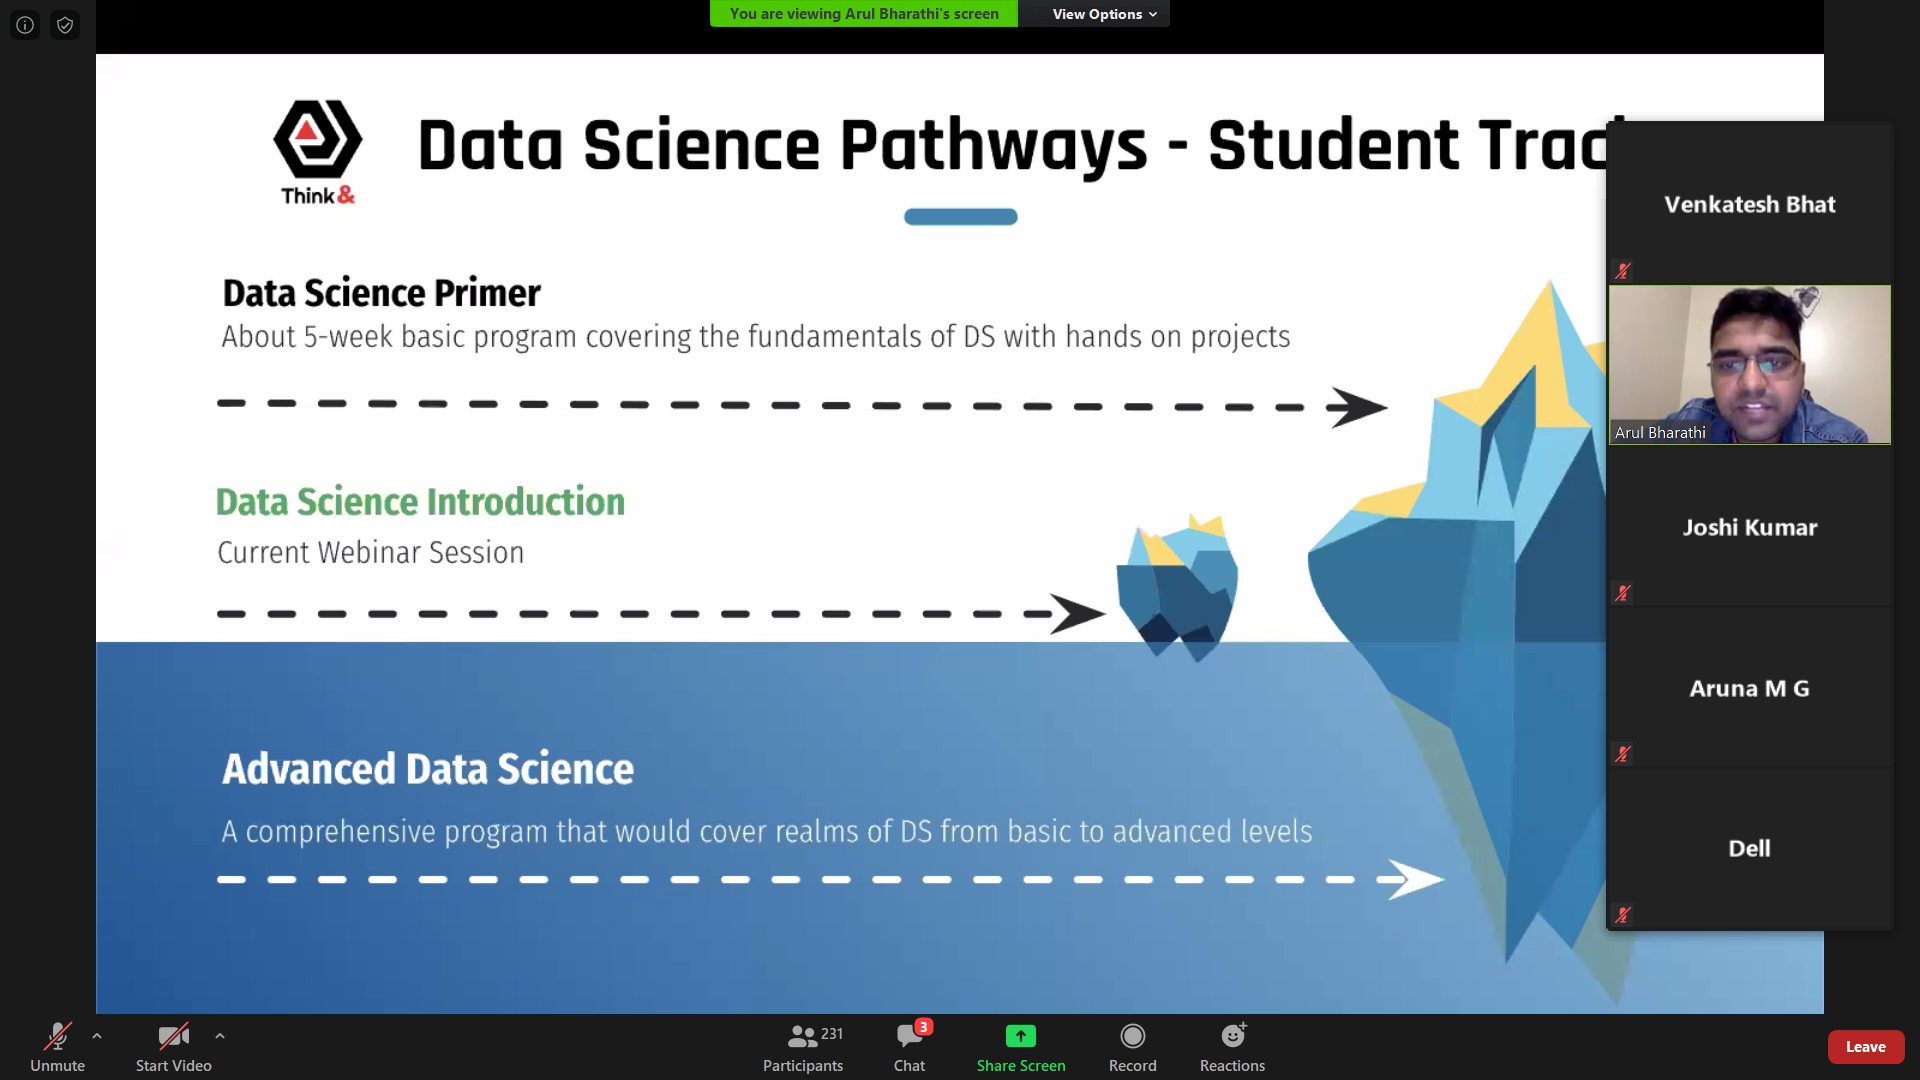 You are viewing Arul Bharathi's screen
View Options
Think&
Data Science Pathways - Student Trac
Data Science Primer
About 5-week basic program covering the fundamentals of DS with hands on projects
Data Science Introduction
Current Webinar Session
Advanced Data Science
A comprehensive program that would cover realms of DS from basic to advanced levels
Venkatesh Bhat
Arul Bharathi
Joshi Kumar
Aruna M G
Dell
Unmute
Start Video
231
Participants
3
Chat
Share Screen
Record
Reactions
Leave